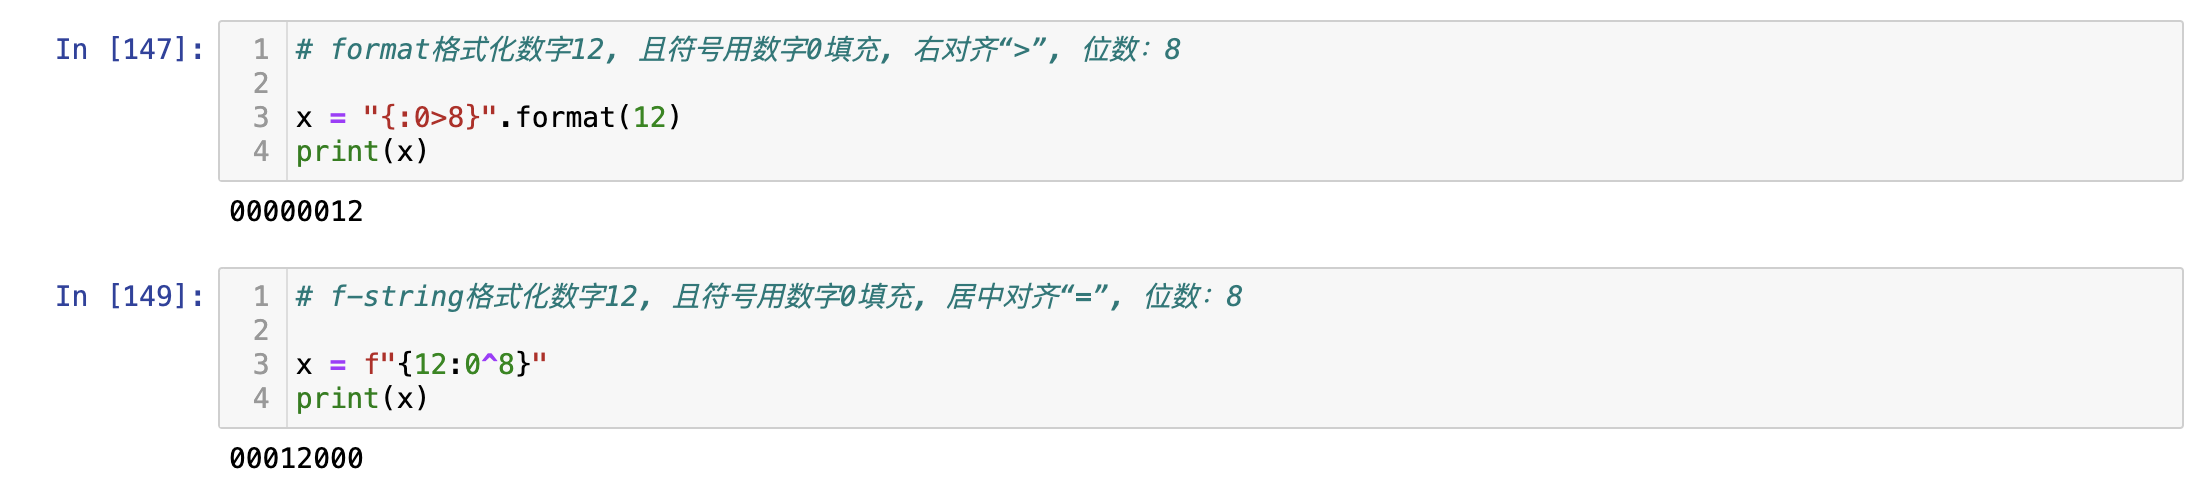 In [147]:
1 # format格式化数字12, 且符号用数字0填充, 右对齐“>”, 位数：8
2
3 x = "{:0>8}".format(12)
4 print(x)
00000012
In [149]:
1 # f-string格式化数字12, 且符号用数字0填充, 居中对齐“=”, 位数：8
2
3 x = f"{12:0^8}"
4 print(x)
00012000